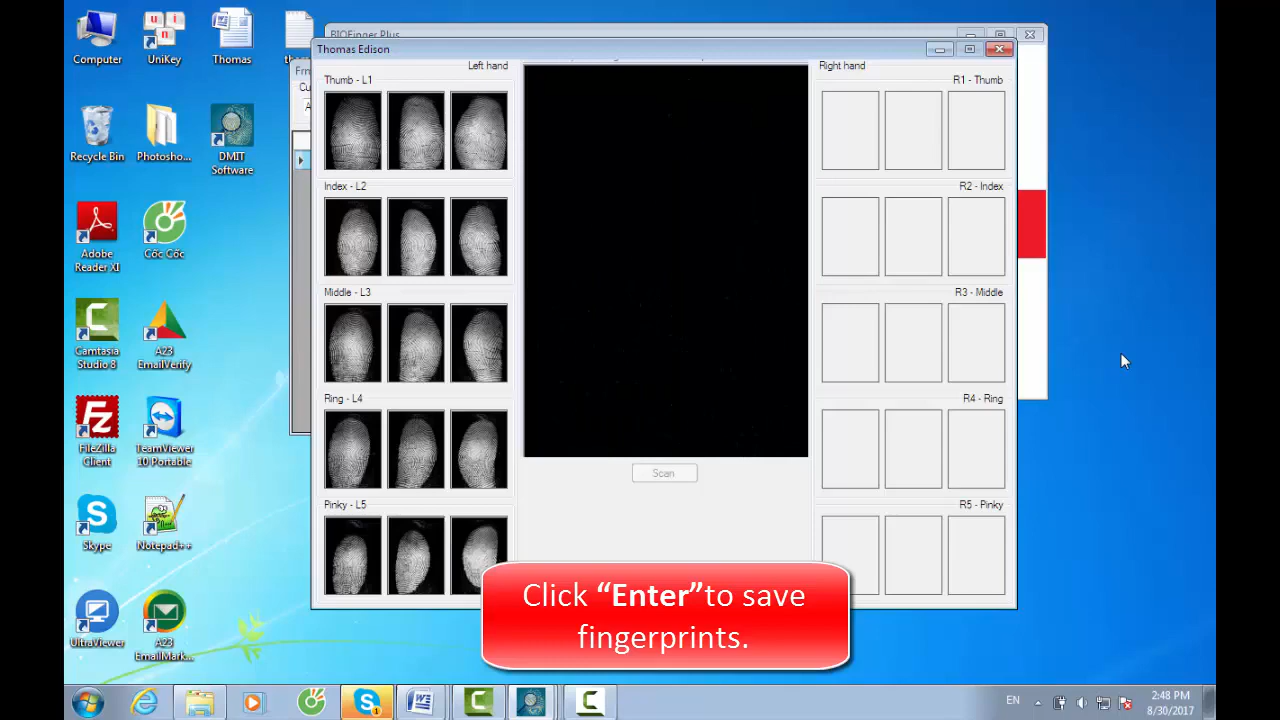 Computer
UniKey
Thomas
Recycle Bin
Photosho...
DMIT
Software
Adobe
Reader XI
Cốc Cốc
Camtasia
Studio 8
A23
EmailVerify
FileZilla
Client
TeamViewer
10 Portable
Skype
Notepad++
UltraViewer
A23
EmailMark...
BIOFinger Plus
Thomas Edison
Left hand
Right hand
Thumb - L1
R1 - Thumb
Index - L2
R2 - Index
Middle - L3
R3 - Middle
Ring - L4
R4 - Ring
Scan
Pinky - L5
R5 - Pinky
Click “Enter”to save
fingerprints.
EN
2:48 PM
8/30/2017